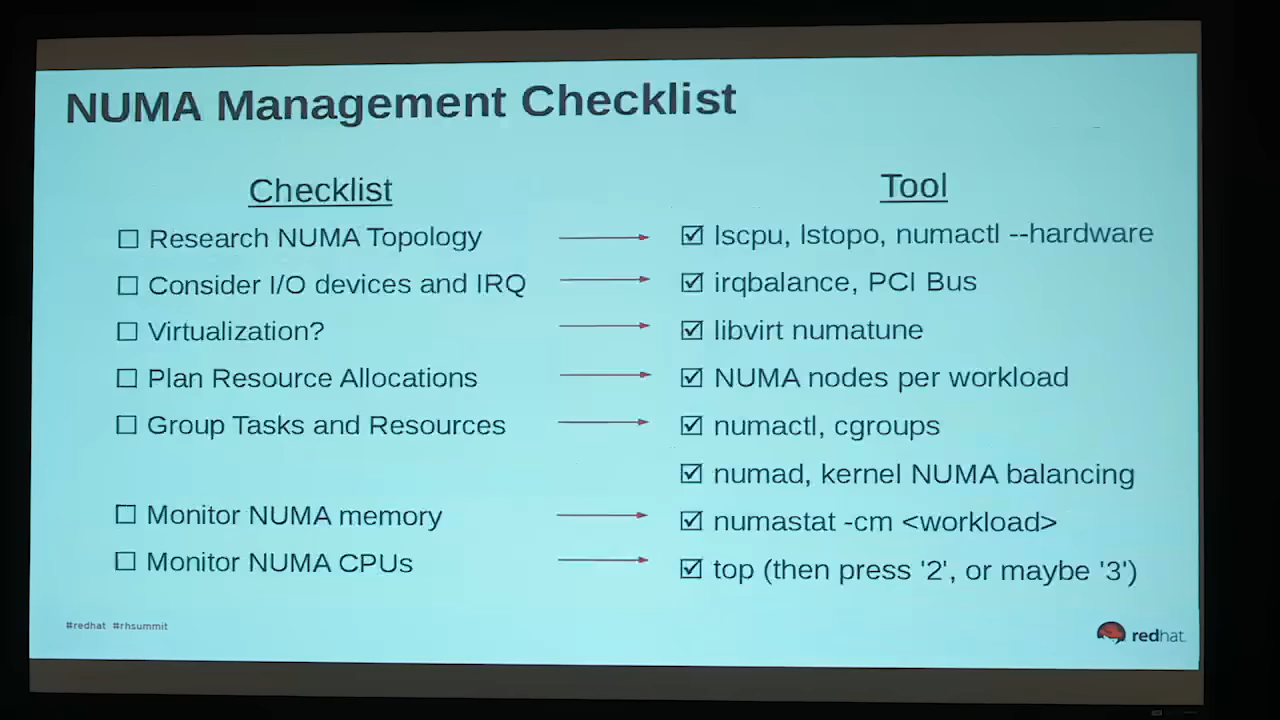 NUMA Management Checklist
Checklist
Tool
Research NUMA Topology
lscpu, lstopo, numactl --hardware
Consider I/O devices and IRQ
irqbalance, PCI Bus
Virtualization?
libvirt numatune
Plan Resource Allocations
NUMA nodes per workload
Group Tasks and Resources
numactl, cgroups
numad, kernel NUMA balancing
Monitor NUMA memory
numastat -cm <workload>
Monitor NUMA CPUs
top (then press '2', or maybe '3')
#redhat #rhsummit
redhat.